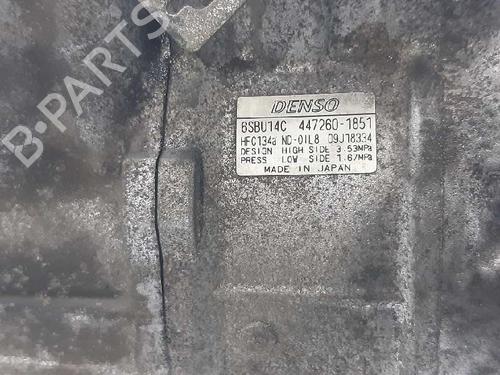 B-PARTS
DENSO
6SBU14C 447260-1851
HFC134a ND-OIL8 09J18334
DESIGN HIGH SIDE 3.53MPa
PRESS LOW SIDE 1.67MPa
MADE IN JAPAN